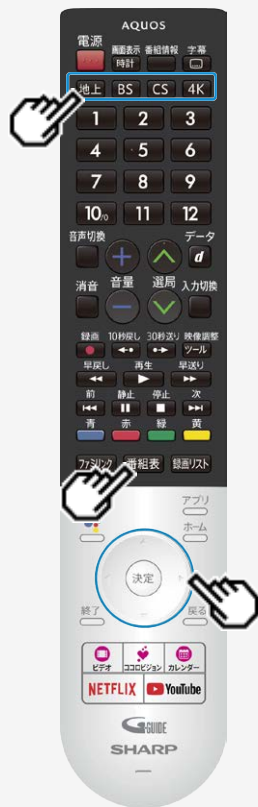 AQUOS
電源 画面表示 番組情報 字幕
時計
地上 BS CS 4K
1 2 3
4 5 6
7 8 9
10/0 11 12
音声切換 データ
d
消音 音量 選局 入力切換
録画 10秒戻し 30秒送り 映像調整
ツール
早戻し 再生 早送り
前 静止 停止 次
青 赤 緑 黄
ファミリンク 番組表 録画リスト
アプリ
ホーム
決定
終了 戻る
ビデオ ココロビジョン カレンダー
NETFLIX YouTube
G-GUIDE
SHARP